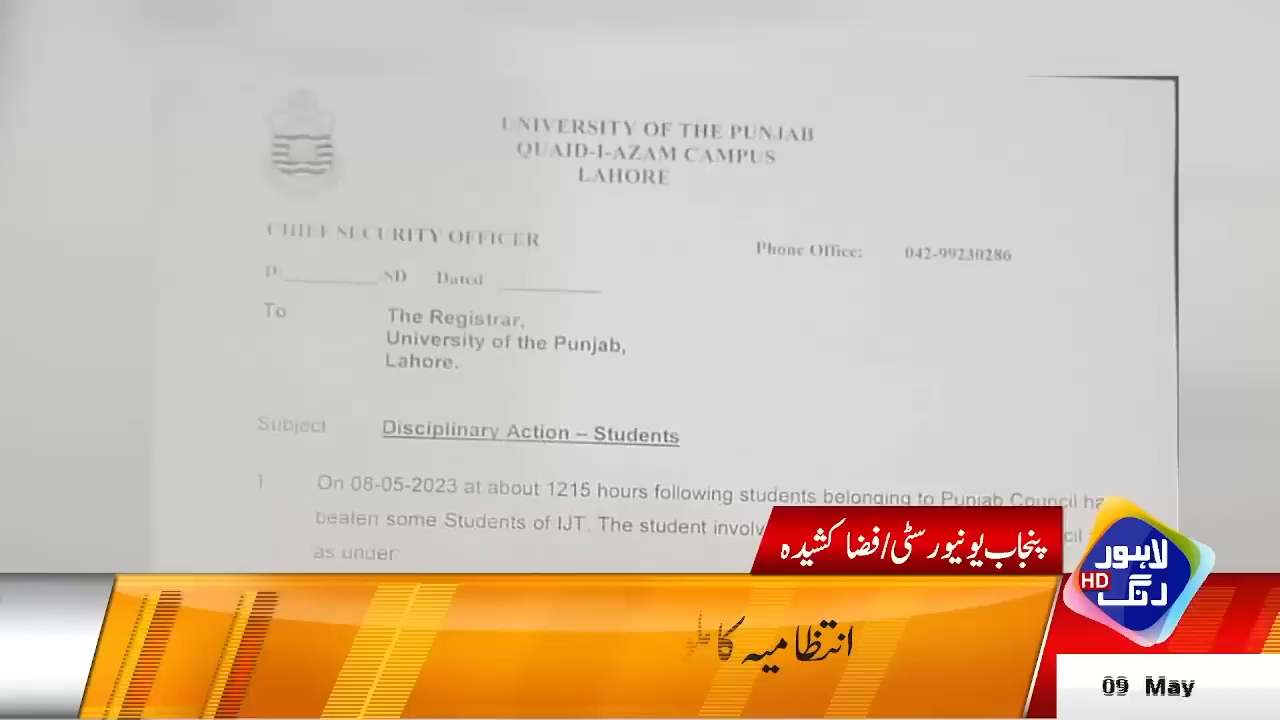 UNIVERSITY OF THE PUNJAB
QUAID-I-AZAM CAMPUS
LAHORE
CHIEF SECURITY OFFICER
Phone Office: 042-99230286
D ________ SD Dated ________
To
The Registrar,
University of the Punjab,
Lahore.
Subject Disciplinary Action – Students
1 On 08-05-2023 at about 1215 hours following students belonging to Punjab Council
beaten some Students of IJT. The student
as under
پنجاب یونیورسٹی/فضا کشیدہ
لاہور
HD
رنگ
انتظامیہ کا
09 May